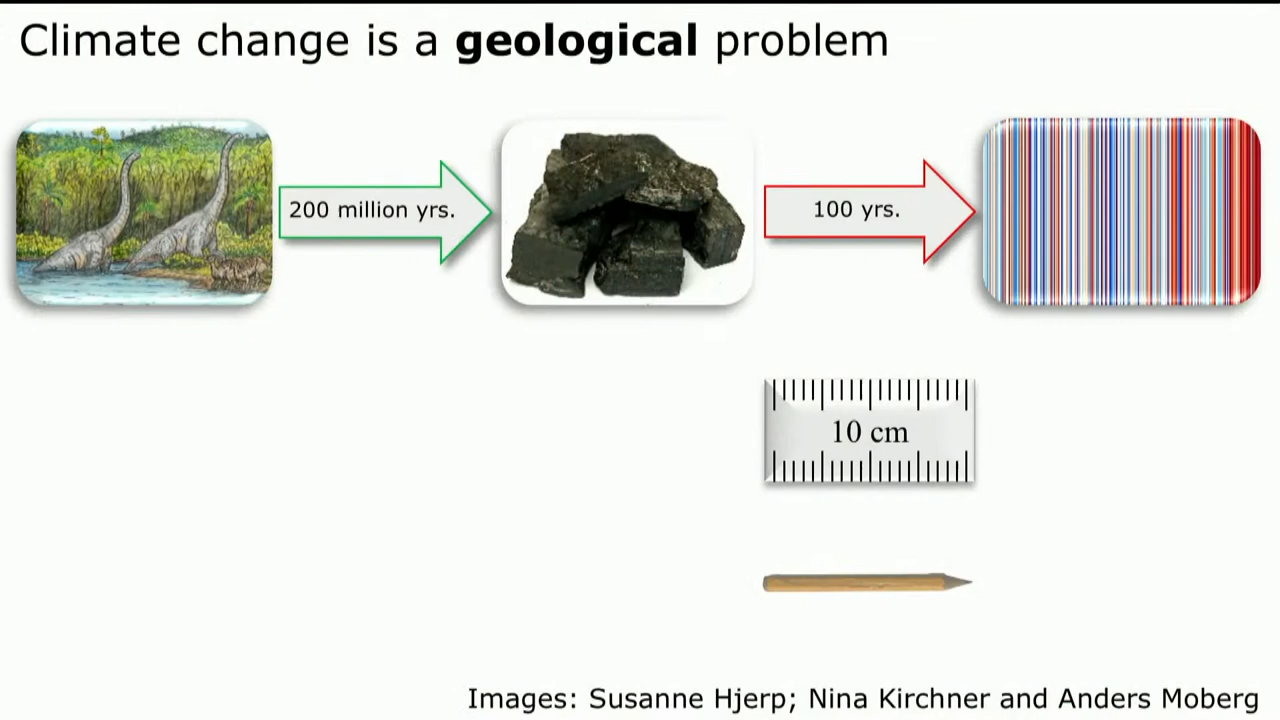 Climate change is a geological problem
200 million yrs.
100 yrs.
10 cm
Images: Susanne Hjerp; Nina Kirchner and Anders Moberg